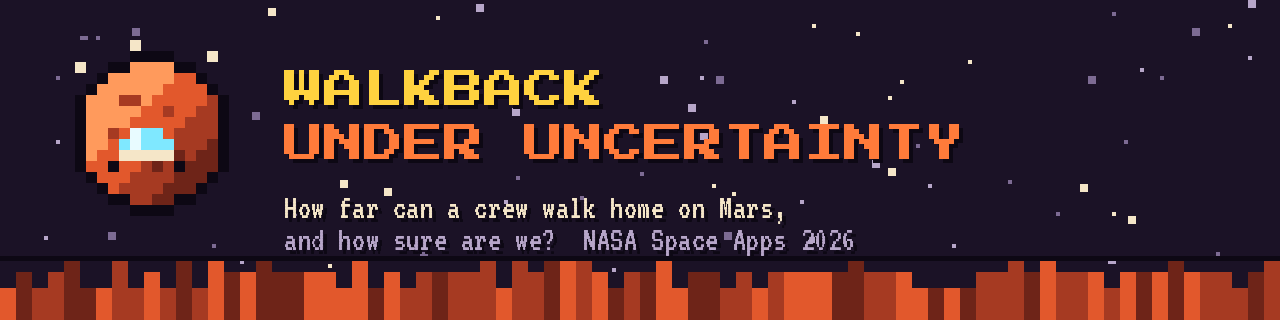 WALKBACK
UNDER UNCERTAINTY
How far can a crew walk home on Mars,
and how sure are we? NASA Space Apps 2026